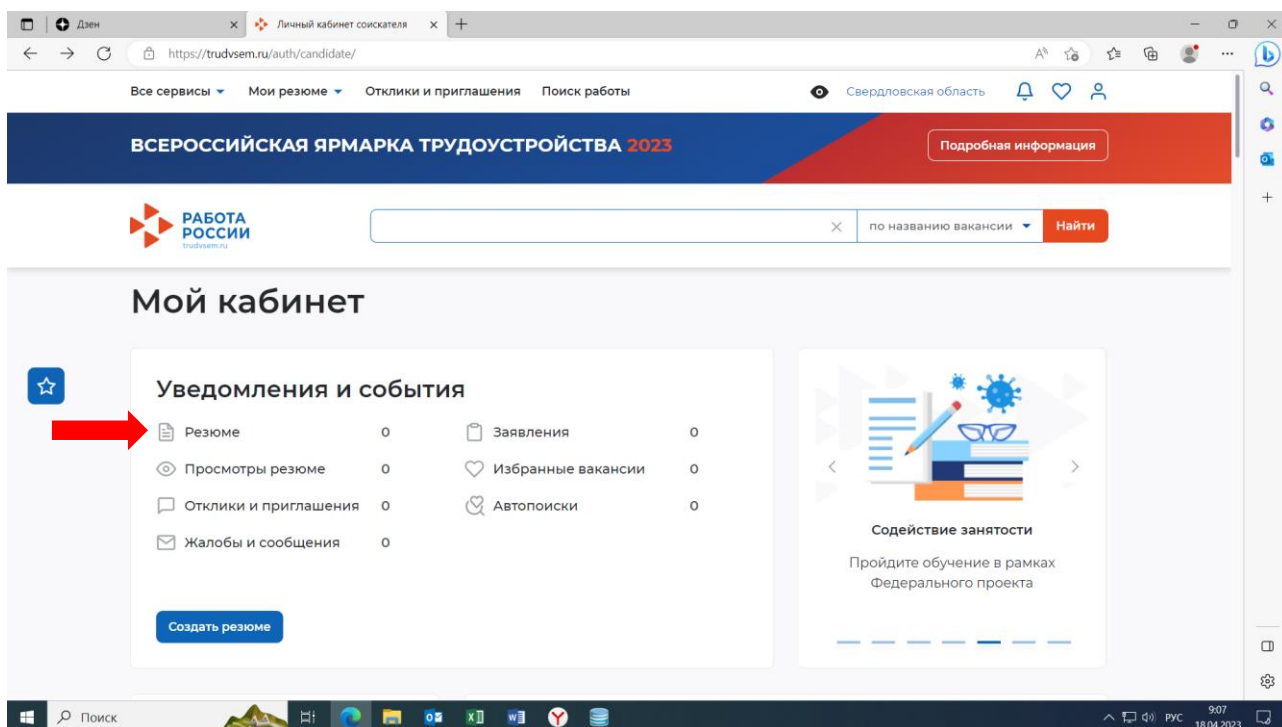 Дзен
Личный кабинет соискателя
https://trudvsem.ru/auth/candidate/
Все сервисы Мои резюме Отклики и приглашения Поиск работы Свердловская область
ВСЕРОССИЙСКАЯ ЯРМАРКА ТРУДОУСТРОЙСТВА 2023 Подробная информация
РАБОТА
РОССИИ
trudvsem.ru
по названию вакансии Найти
Мой кабинет
Уведомления и события
Резюме 0 Заявления 0
Просмотры резюме 0 Избранные вакансии 0
Отклики и приглашения 0 Автопоиски 0
Жалобы и сообщения 0
Создать резюме
Содействие занятости
Пройдите обучение в рамках
Федерального проекта
Поиск
РУС
9:07
18.04.2023